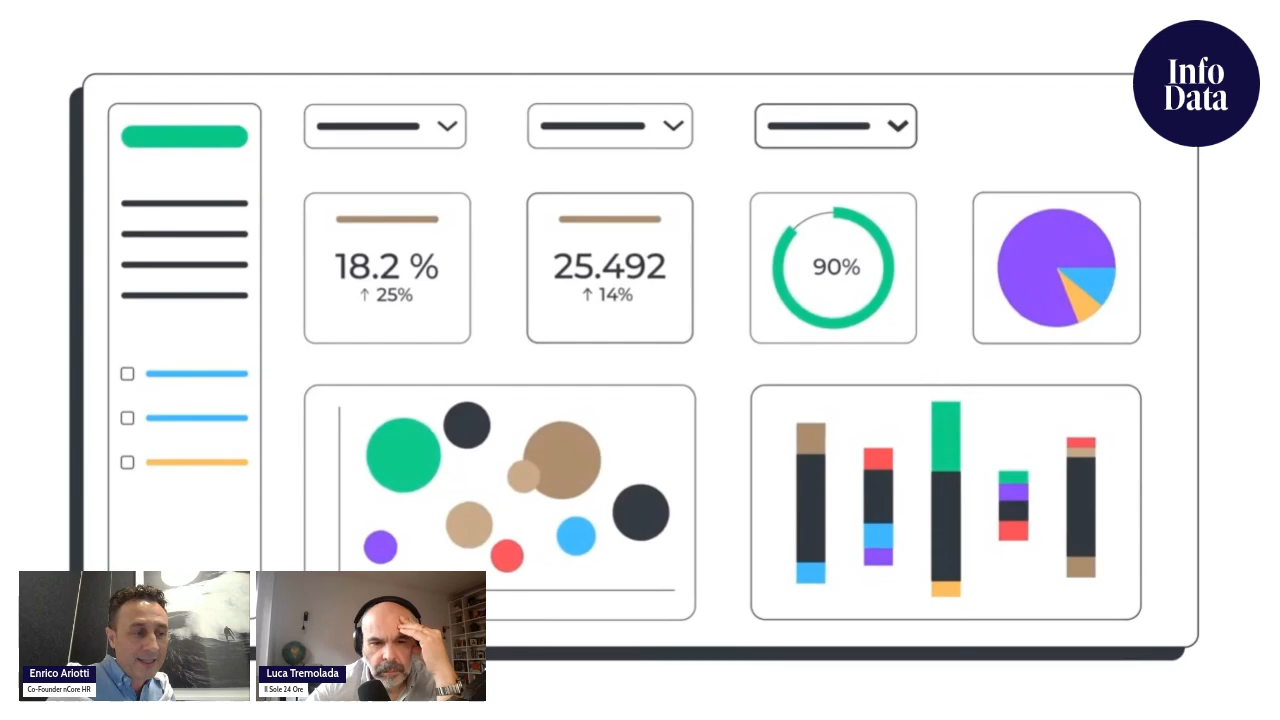 Info
Data
18.2 %
↑ 25%
25.492
↑ 14%
90%
Enrico Ariotti
Co-Founder nCore HR
Luca Tremolada
Il Sole 24 Ore